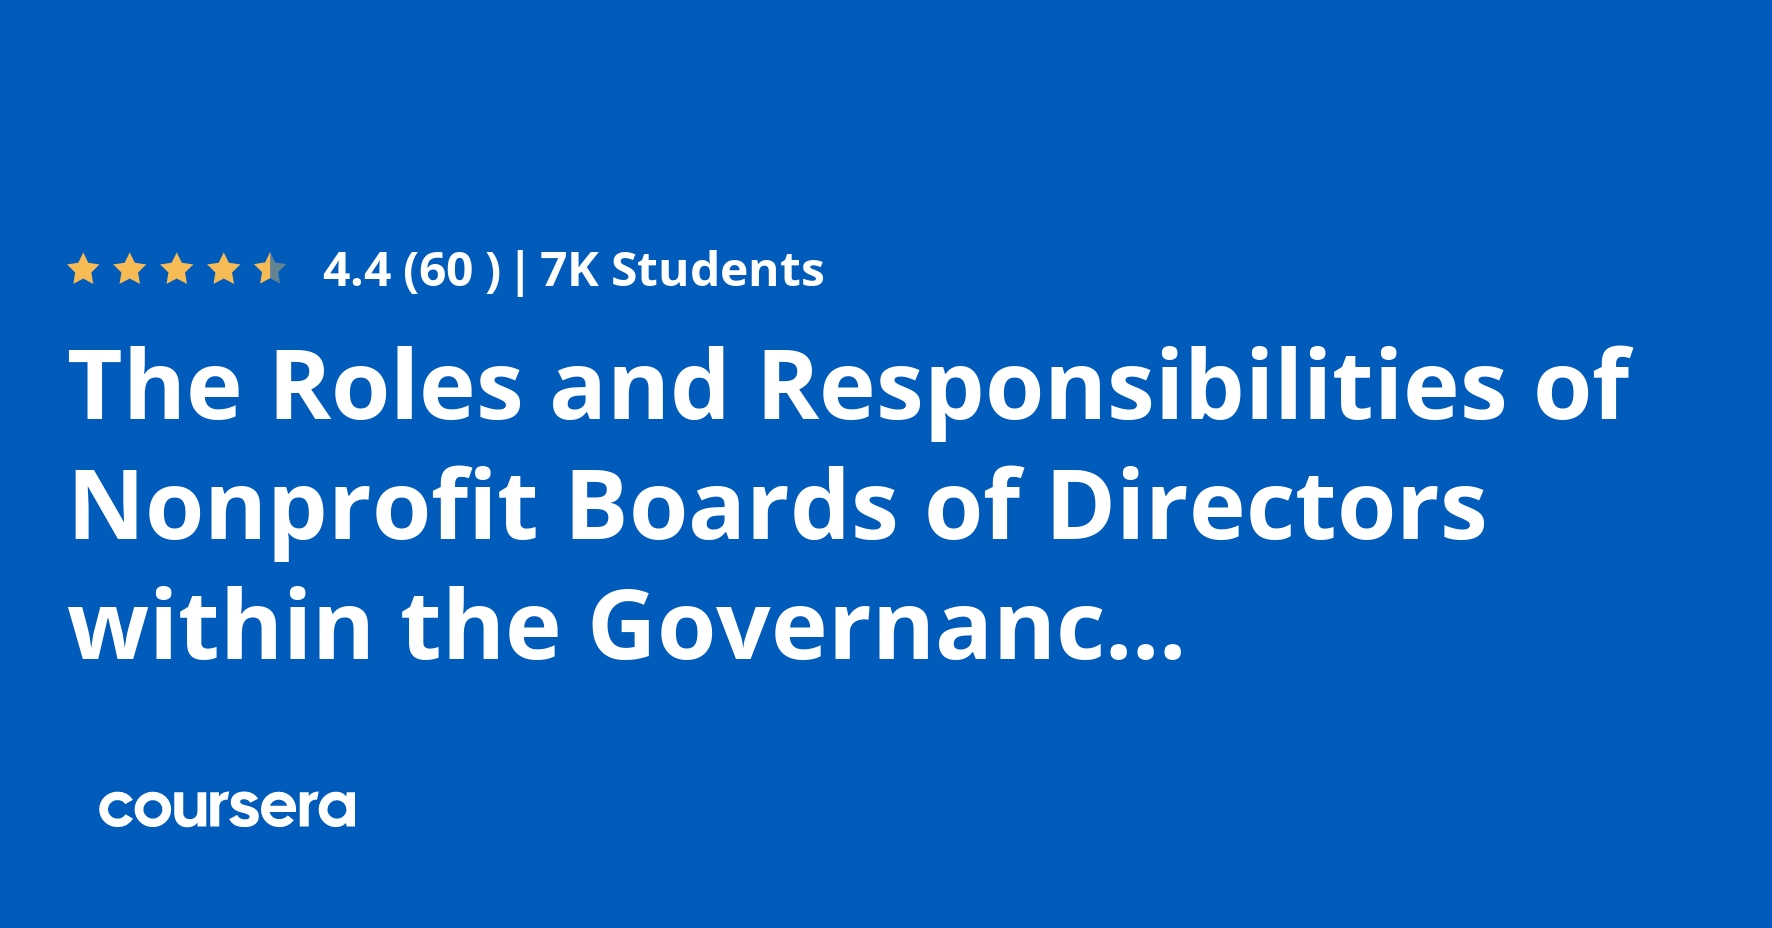 4.4 (60 ) | 7K Students
The Roles and Responsibilities of
Nonprofit Boards of Directors
within the Governanc...
coursera